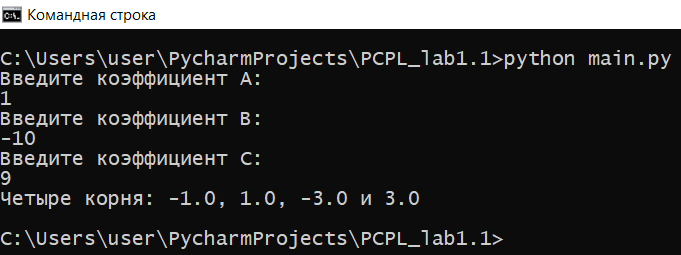 Командная строка
C:\Users\user\PycharmProjects\PCPL_lab1.1>python main.py
Введите коэффициент A:
1
Введите коэффициент B:
-10
Введите коэффициент C:
9
Четыре корня: -1.0, 1.0, -3.0 и 3.0
C:\Users\user\PycharmProjects\PCPL_lab1.1>